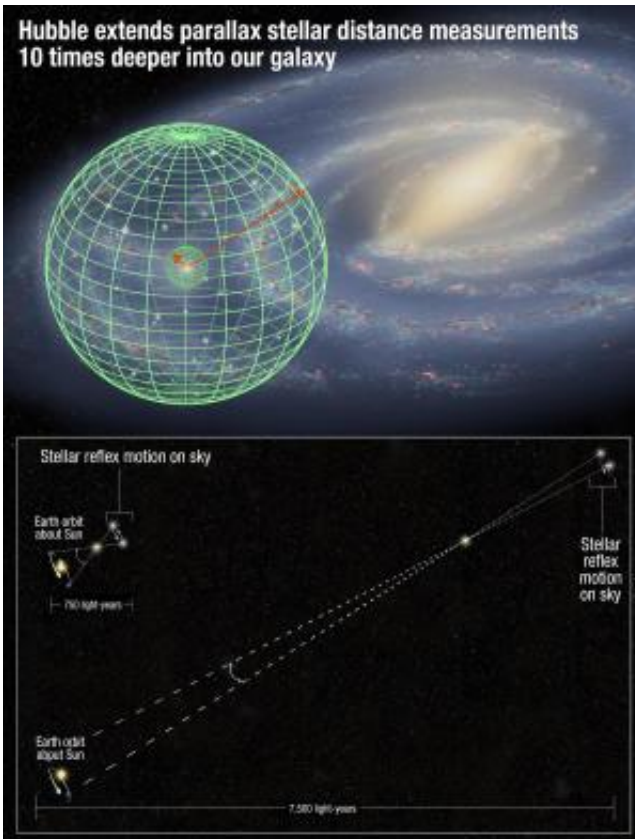 Hubble extends parallax stellar distance measurements
10 times deeper into our galaxy
Stellar reflex motion on sky
Earth orbit
about Sun
750 light-years
Stellar
reflex
motion
on sky
Earth orbit
about Sun
7,500 light-years